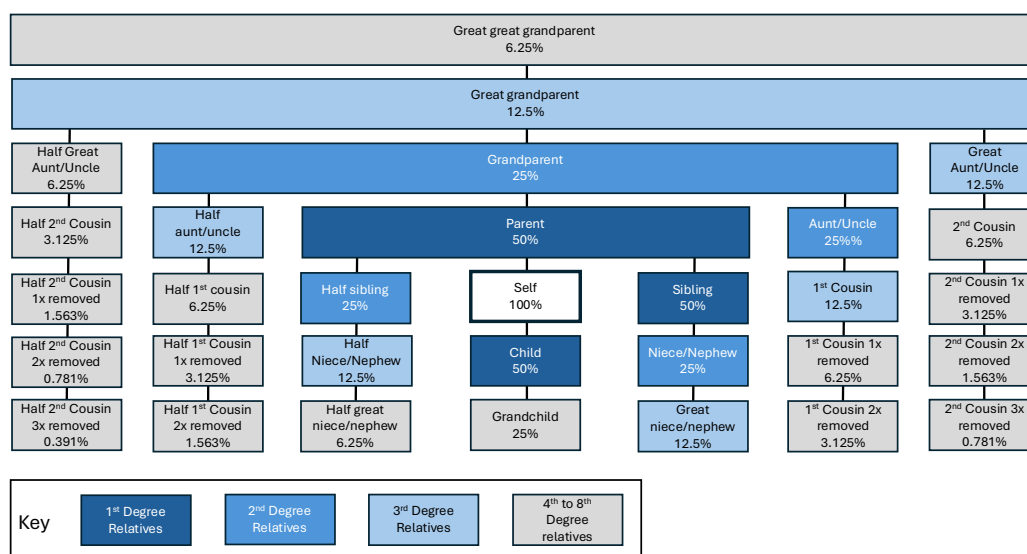 Great great grandparent
6.25%
Great grandparent
12.5%
Half Great
Aunt/Uncle
6.25%
Grandparent
25%
Great
Aunt/Uncle
12.5%
Half 2nd Cousin
3.125%
Half
aunt/uncle
12.5%
Parent
50%
Aunt/Uncle
25%%
2nd Cousin
6.25%
Half 2nd Cousin
1x removed
1.563%
Half 1st cousin
6.25%
Half sibling
25%
Self
100%
Sibling
50%
1st Cousin
12.5%
2nd Cousin 1x
removed
3.125%
Half 2nd Cousin
2x removed
0.781%
Half 1st Cousin
1x removed
3.125%
Half
Niece/Nephew
12.5%
Child
50%
Niece/Nephew
25%
1st Cousin 1x
removed
6.25%
2nd Cousin 2x
removed
1.563%
Half 2nd Cousin
3x removed
0.391%
Half 1st Cousin
2x removed
1.563%
Half great
niece/nephew
6.25%
Grandchild
25%
Great
niece/nephew
12.5%
1st Cousin 2x
removed
3.125%
2nd Cousin 3x
removed
0.781%
Key
1st Degree
Relatives
2nd Degree
Relatives
3rd Degree
Relatives
4th to 8th
Degree
relatives